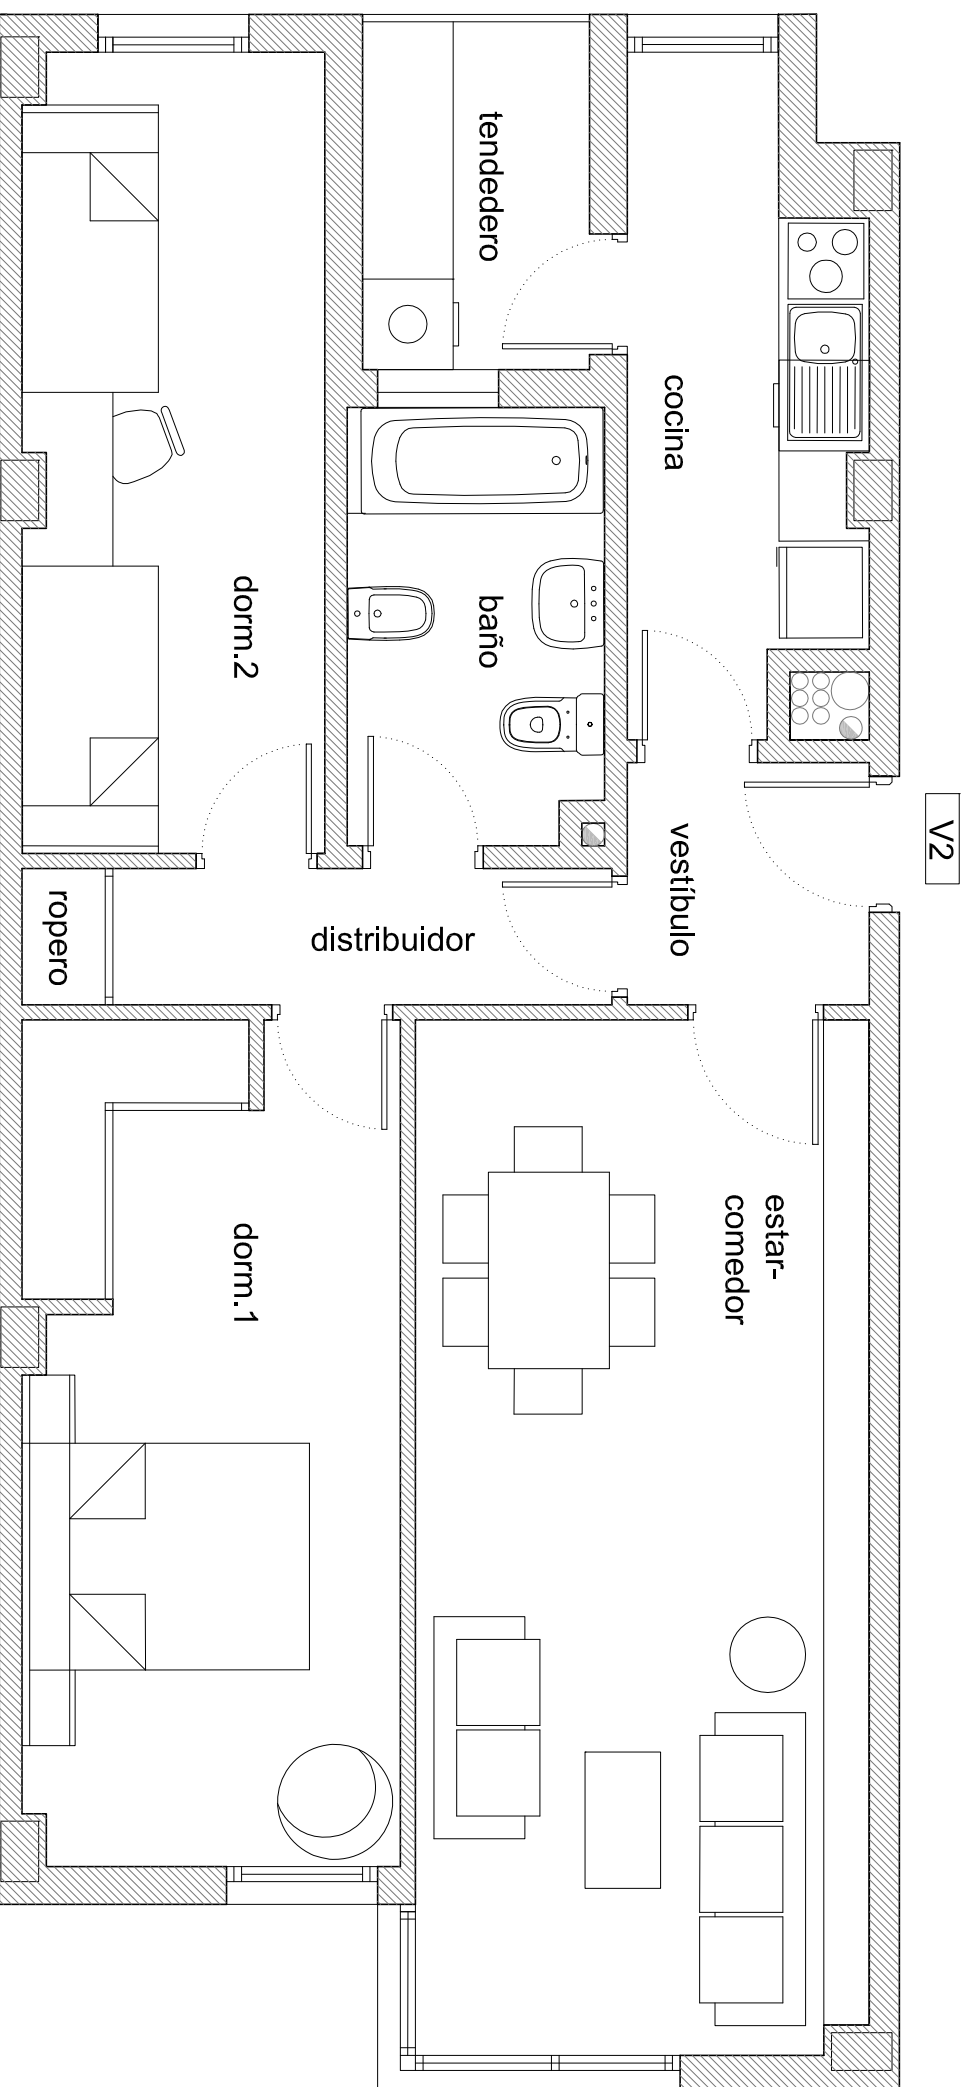 tendedero
cocina
dorm.2
baño
V2
vestíbulo
ropero
distribuidor
estar-
comedor
dorm.1